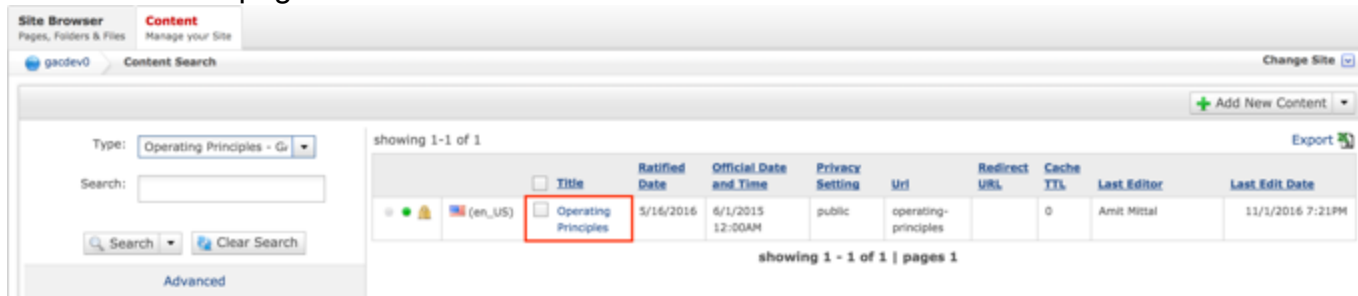 Site Browser
Pages, Folders & Files
Content
Manage your Site
gacdev0
Content Search
Change Site
Add New Content
Type:
Operating Principles - G
Search:
Search
Clear Search
Advanced
showing 1-1 of 1
Export
Title
Ratified Date
Official Date and Time
Privacy Setting
Url
Redirect URL
Cache TTL
Last Editor
Last Edit Date
(en_US)
Operating Principles
5/16/2016
6/1/2015 12:00AM
public
operating-principles
0
Amit Mittal
11/1/2016 7:21PM
showing 1 - 1 of 1 | pages 1